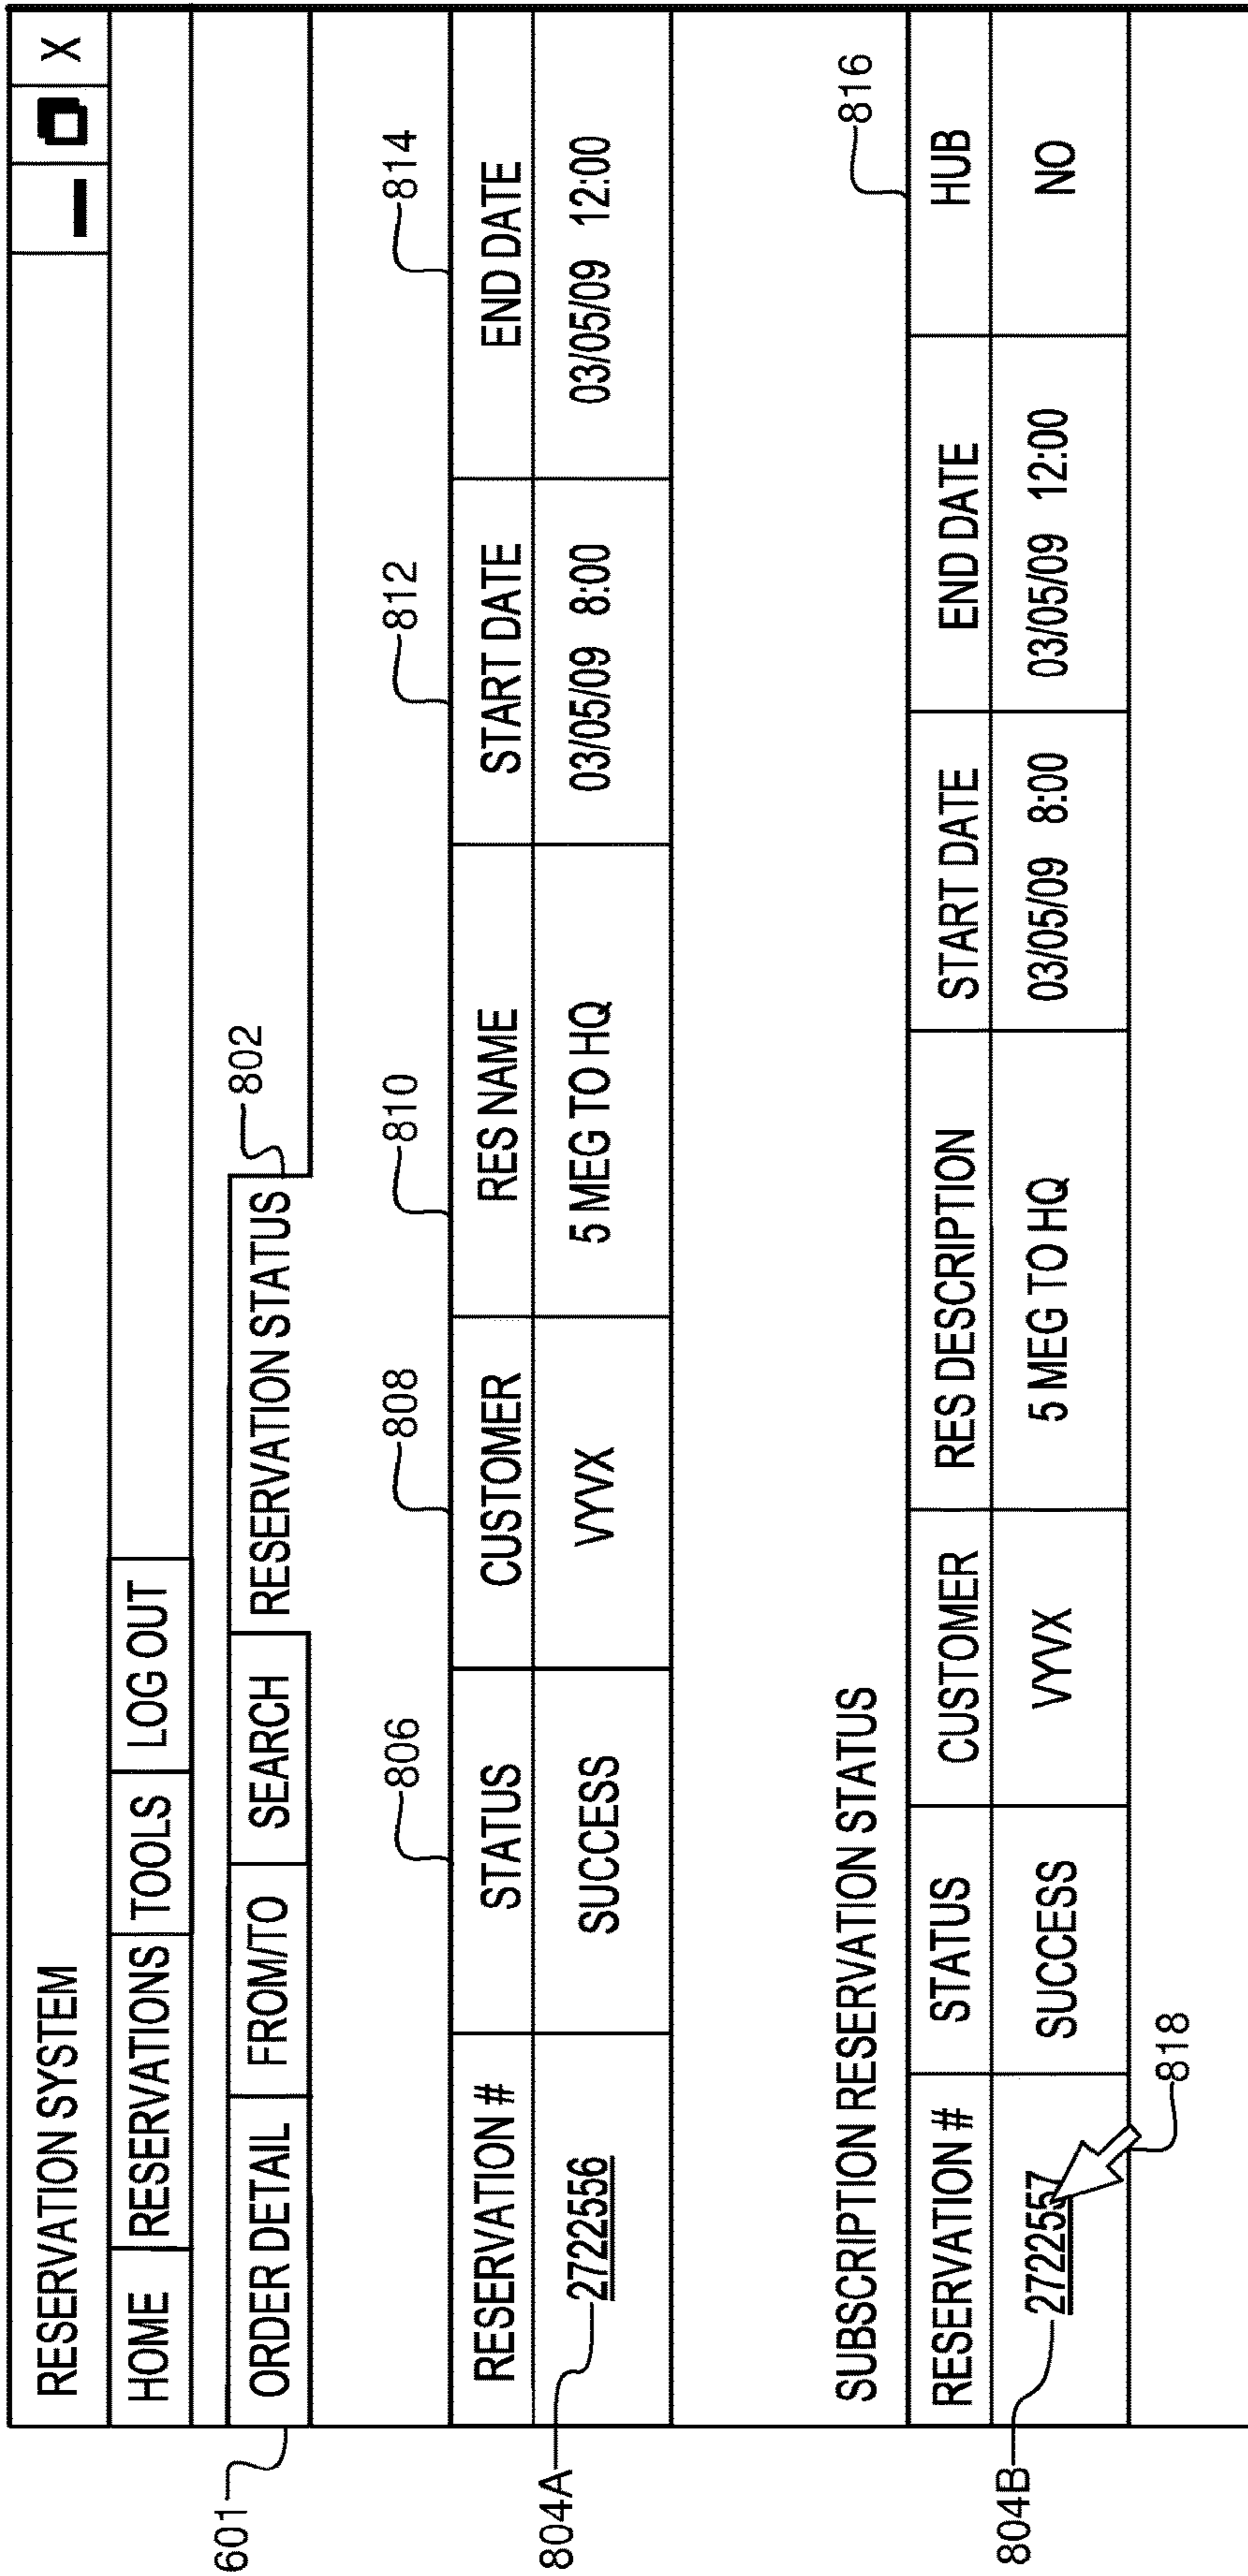 RESERVATION SYSTEM X
HOME RESERVATIONS TOOLS LOG OUT
601 ORDER DETAIL FROM/TO SEARCH RESERVATION STATUS 802
806 808 810 812 814
RESERVATION # STATUS CUSTOMER RES NAME START DATE END DATE
804A 2722556 SUCCESS VYVX 5 MEG TO HQ 03/05/09 8:00 03/05/09 12:00
SUBSCRIPTION RESERVATION STATUS 816
RESERVATION # STATUS CUSTOMER RES DESCRIPTION START DATE END DATE HUB
804B 2722557 SUCCESS VYVX 5 MEG TO HQ 03/05/09 8:00 03/05/09 12:00 NO
818